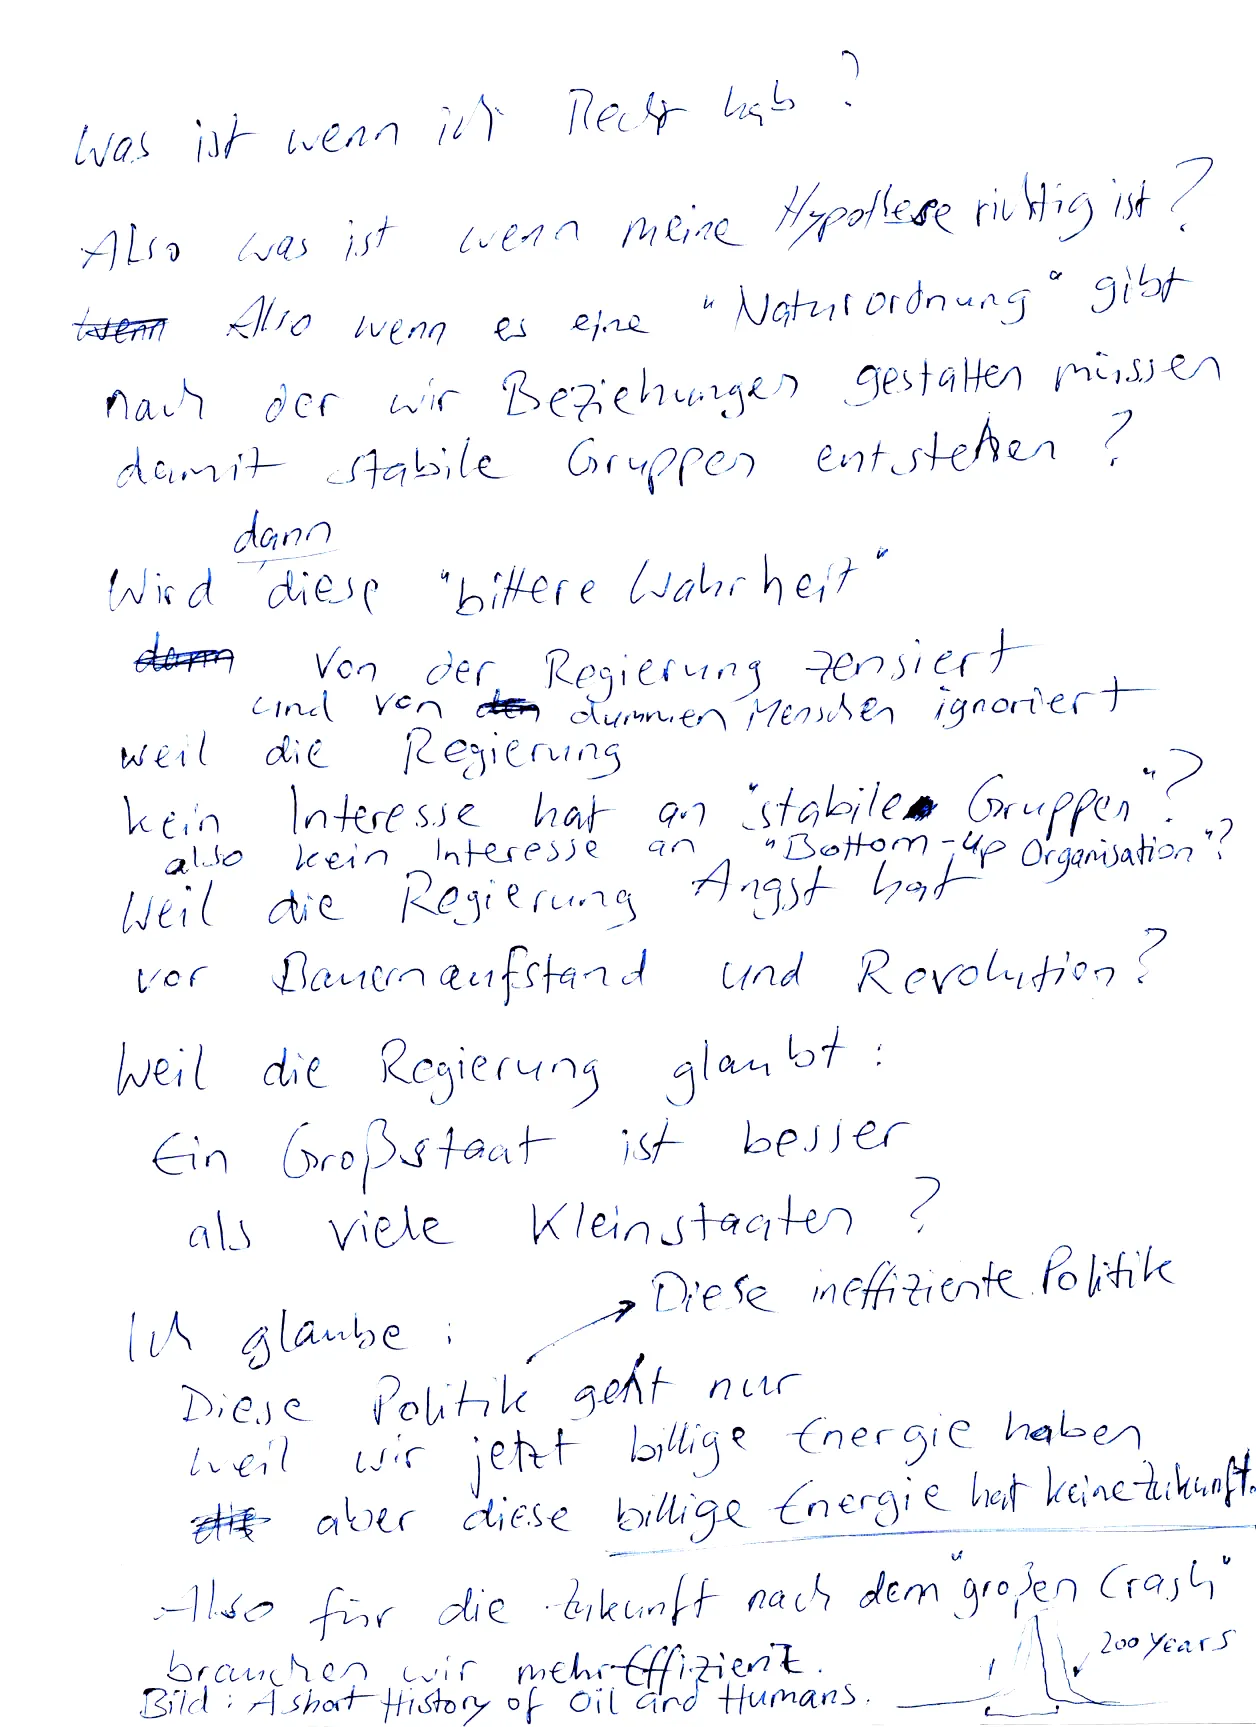 Was ist wenn ich Recht hab?
Also was ist wenn meine Hypothese richtig ist?
wenn Also wenn es eine "Naturordnung" gibt
nach der wir Beziehungen gestalten müssen
damit stabile Gruppen entstehen?
dann
Wird diese "bittere Wahrheit"
dann von der Regierung zensiert
und von den dummen Menschen ignoriert
weil die Regierung
kein Interesse hat an "stabile Gruppen"?
also kein Interesse an "Bottom-Up Organisation"?
Weil die Regierung Angst hat
vor Bauernaufstand und Revolution?
Weil die Regierung glaubt:
Ein Großstaat ist besser
als viele Kleinstaaten?
Diese ineffiziente Politik
Ich glaube:
Diese Politik geht nur
weil wir jetzt billige Energie haben
aber diese billige Energie hat keine Zukunft.
Also für die Zukunft nach dem "großen Crash"
brauchen wir mehr Effizienz.
200 years
Bild: A short History of Oil and Humans.